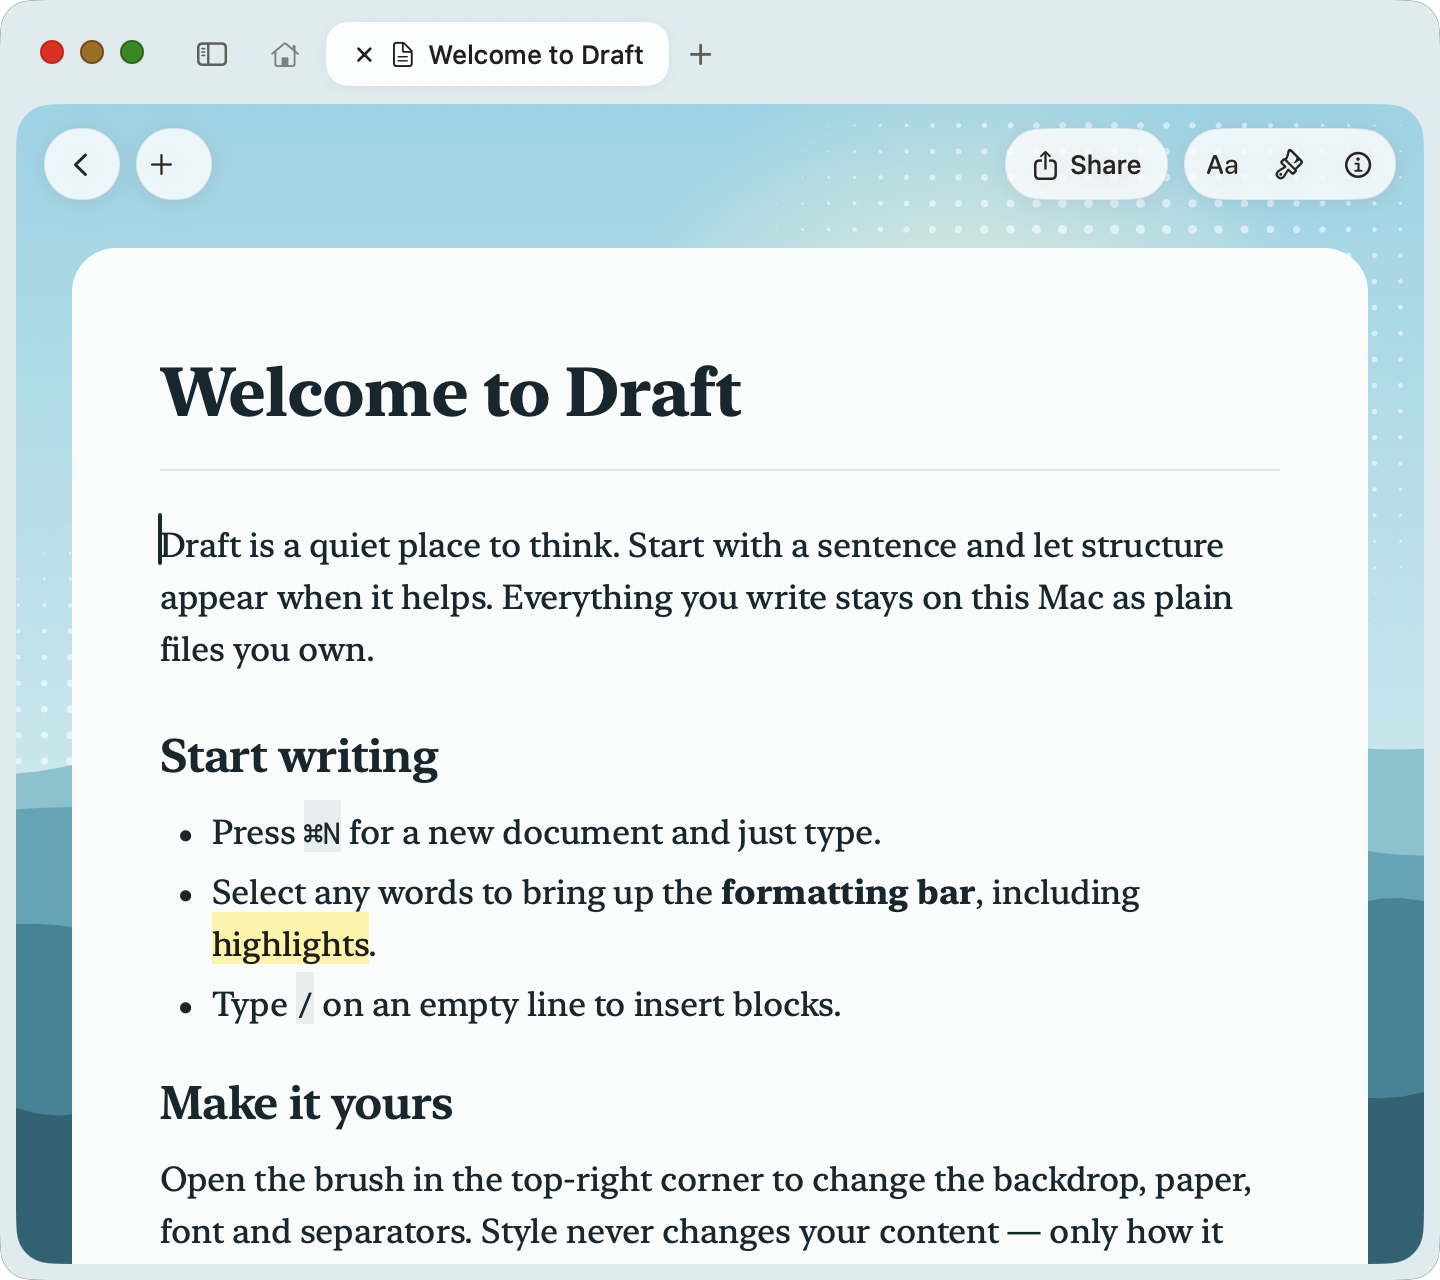 Welcome to Draft
Share
Aa
Welcome to Draft
Draft is a quiet place to think. Start with a sentence and let structure
appear when it helps. Everything you write stays on this Mac as plain
files you own.
Start writing
• Press ⌘N for a new document and just type.
• Select any words to bring up the formatting bar, including
highlights.
• Type / on an empty line to insert blocks.
Make it yours
Open the brush in the top-right corner to change the backdrop, paper,
font and separators. Style never changes your content — only how it